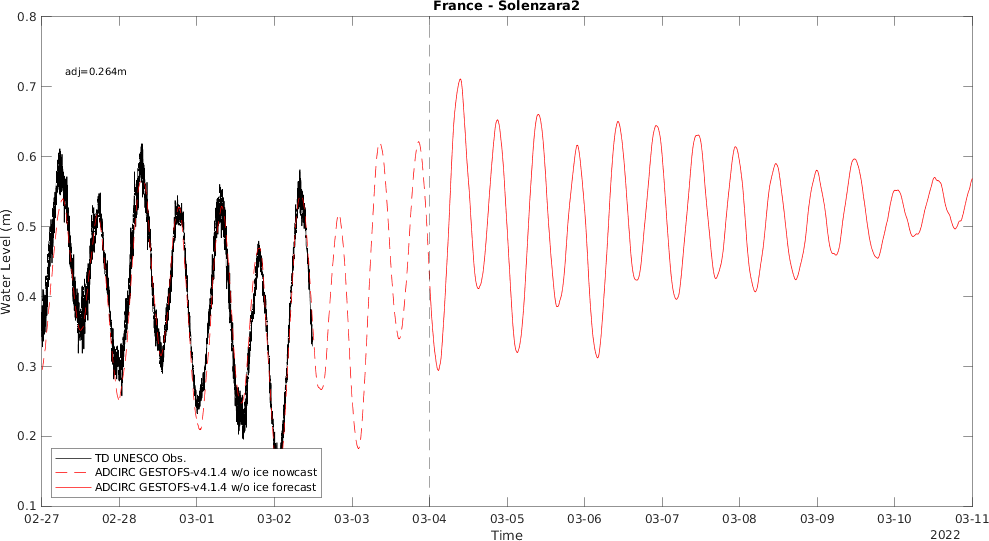 France - Solenzara2
0.8
0.7
0.6
0.5
0.4
0.3
0.2
0.1
Water Level (m)
adj=0.264m
TD UNESCO Obs.
ADCIRC GESTOFS-v4.1.4 w/o ice nowcast
ADCIRC GESTOFS-v4.1.4 w/o ice forecast
02-27 02-28 03-01 03-02 03-03 03-04 03-05 03-06 03-07 03-08 03-09 03-10 03-11
Time
2022